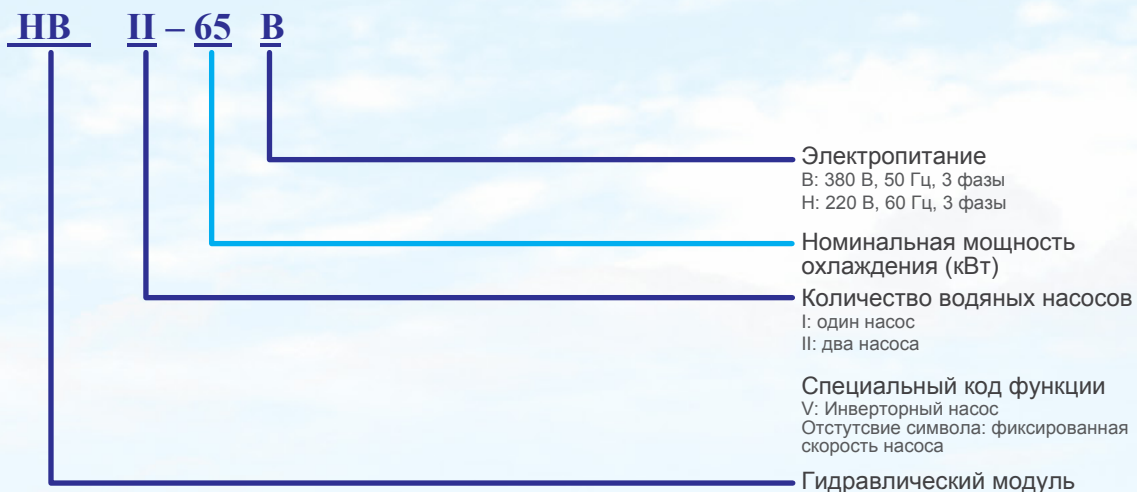 HB II – 65 B
Электропитание
В: 380 В, 50 Гц, 3 фазы
Н: 220 В, 60 Гц, 3 фазы
Номинальная мощность
охлаждения (кВт)
Количество водяных насосов
I: один насос
II: два насоса
Специальный код функции
V: Инверторный насос
Отстутсвие символа: фиксированная
скорость насоса
Гидравлический модуль